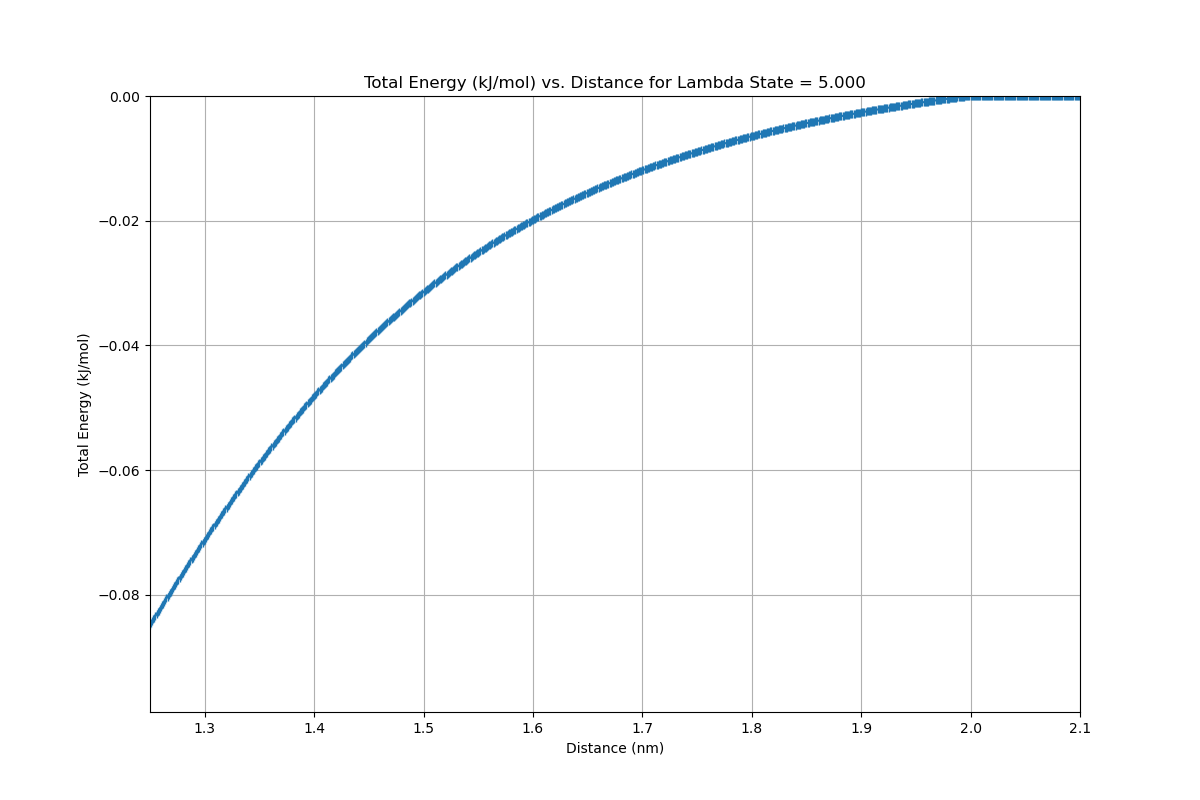 Total Energy (kJ/mol) vs. Distance for Lambda State = 5.000
0.00
−0.02
−0.04
−0.06
−0.08
Total Energy (kJ/mol)
1.3 1.4 1.5 1.6 1.7 1.8 1.9 2.0 2.1
Distance (nm)